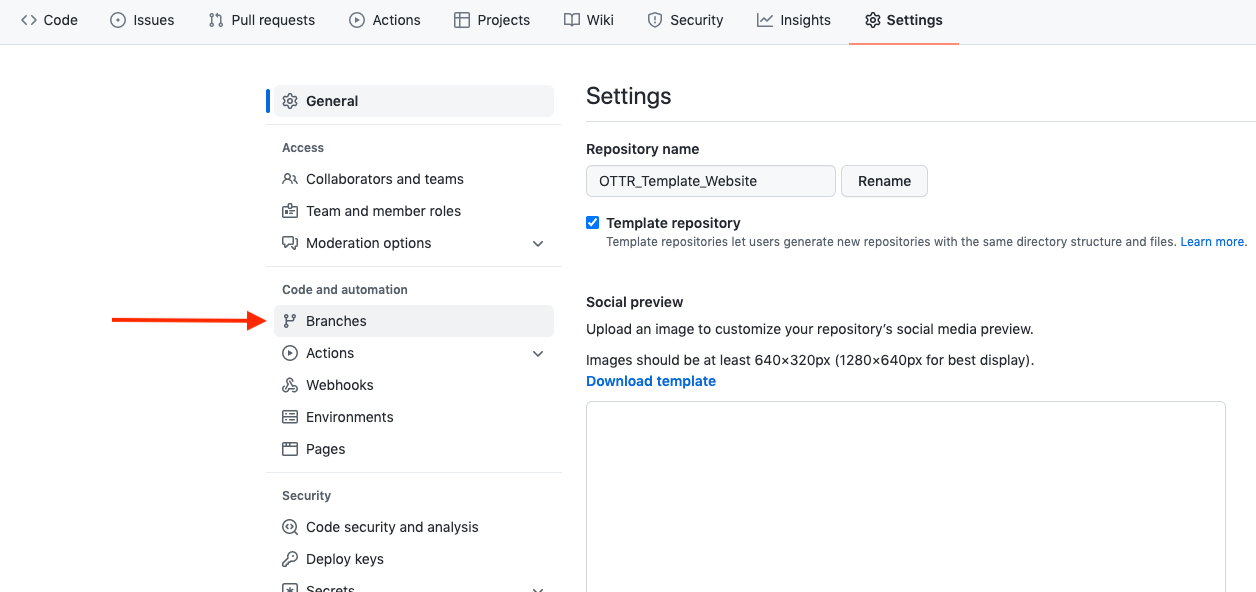 Code Issues Pull requests Actions Projects Wiki Security Insights Settings
General
Access
Collaborators and teams
Team and member roles
Moderation options
Code and automation
Branches
Actions
Webhooks
Environments
Pages
Security
Code security and analysis
Deploy keys
Secrets
Settings
Repository name
OTTR_Template_Website Rename
Template repository
Template repositories let users generate new repositories with the same directory structure and files. Learn more.
Social preview
Upload an image to customize your repository’s social media preview.
Images should be at least 640×320px (1280×640px for best display).
Download template